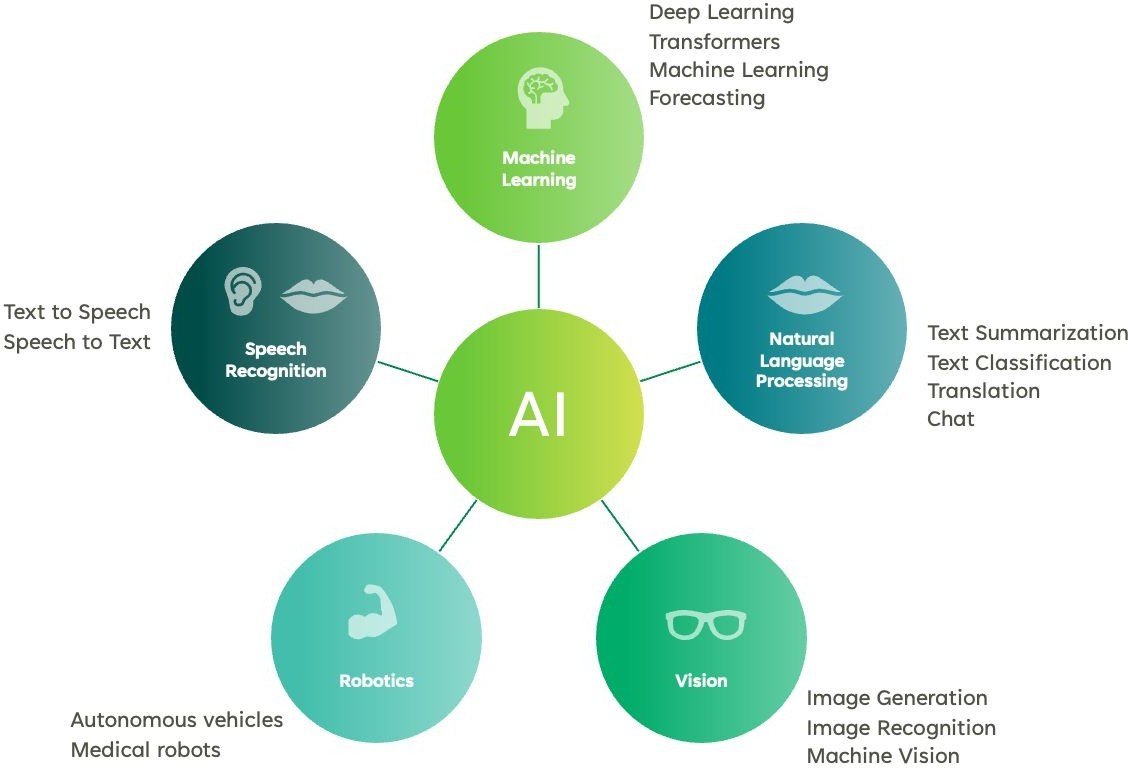 Deep Learning
Transformers
Machine Learning
Forecasting
Machine
Learning
Text to Speech
Speech to Text
Speech
Recognition
AI
Natural
Language
Processing
Text Summarization
Text Classification
Translation
Chat
Robotics
Autonomous vehicles
Medical robots
Vision
Image Generation
Image Recognition
Machine Vision